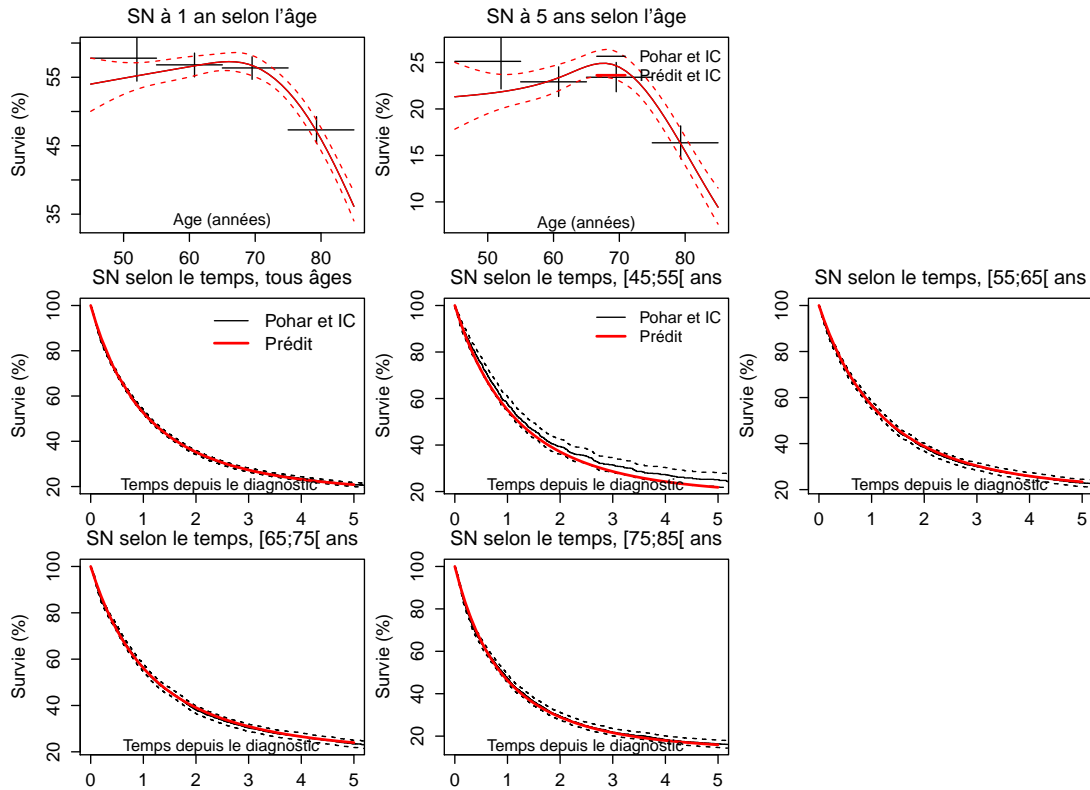 SN à 1 an selon l'âge
Survie (%)
35
45
55
Age (années)
50 60 70 80
SN à 5 ans selon l'âge
Survie (%)
10
15
20
25
Pohar et IC
Prédit et IC
Age (années)
50 60 70 80
SN selon le temps, tous âges
Survie (%)
20 40 60 80 100
Pohar et IC
Prédit
Temps depuis le diagnostic
0 1 2 3 4 5
SN selon le temps, [45;55[ ans
Survie (%)
20 40 60 80 100
Pohar et IC
Prédit
Temps depuis le diagnostic
0 1 2 3 4 5
SN selon le temps, [55;65[ ans
Survie (%)
20 40 60 80 100
Temps depuis le diagnostic
0 1 2 3 4 5
SN selon le temps, [65;75[ ans
Survie (%)
20 40 60 80 100
Temps depuis le diagnostic
0 1 2 3 4 5
SN selon le temps, [75;85[ ans
Survie (%)
20 40 60 80 100
Temps depuis le diagnostic
0 1 2 3 4 5